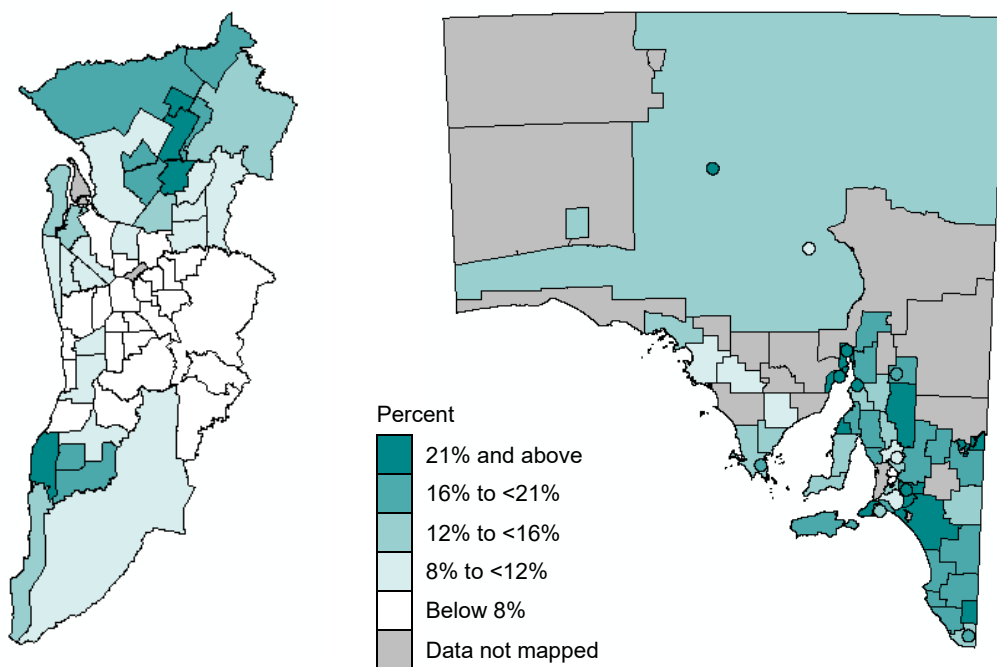 Percent
21% and above
16% to <21%
12% to <16%
8% to <12%
Below 8%
Data not mapped